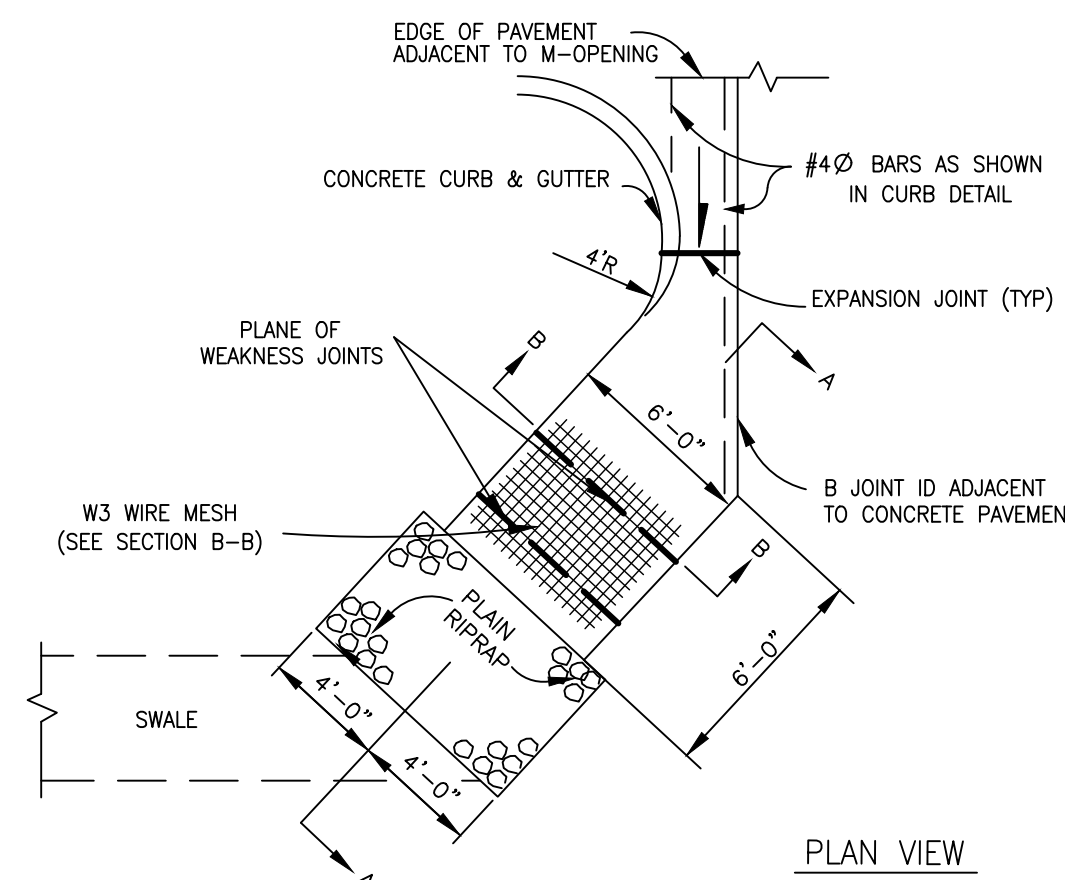 EDGE OF PAVEMENT
ADJACENT TO M-OPENING
#4Ø BARS AS SHOWN
IN CURB DETAIL
CONCRETE CURB & GUTTER
4'R
EXPANSION JOINT (TYP)
PLANE OF
WEAKNESS JOINTS
B
A
6'-0"
B JOINT ID ADJACENT
TO CONCRETE PAVEMEN
W3 WIRE MESH
(SEE SECTION B-B)
B
PLAIN
RIPRAP
6'-0"
4'-0"
SWALE
4'-0"
PLAN VIEW
A